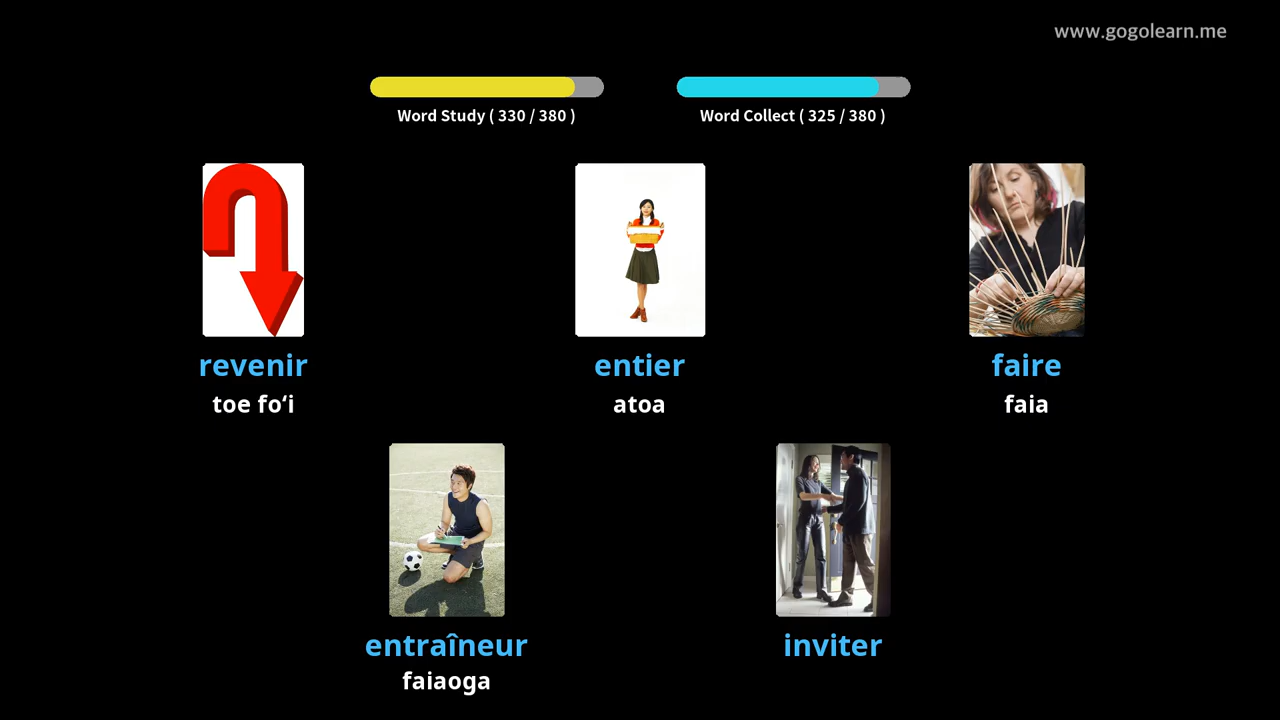 www.gogolearn.me
Word Study ( 330 / 380 )
Word Collect ( 325 / 380 )
revenir
toe foʻi
entier
atoa
faire
faia
entraîneur
faiaoga
inviter